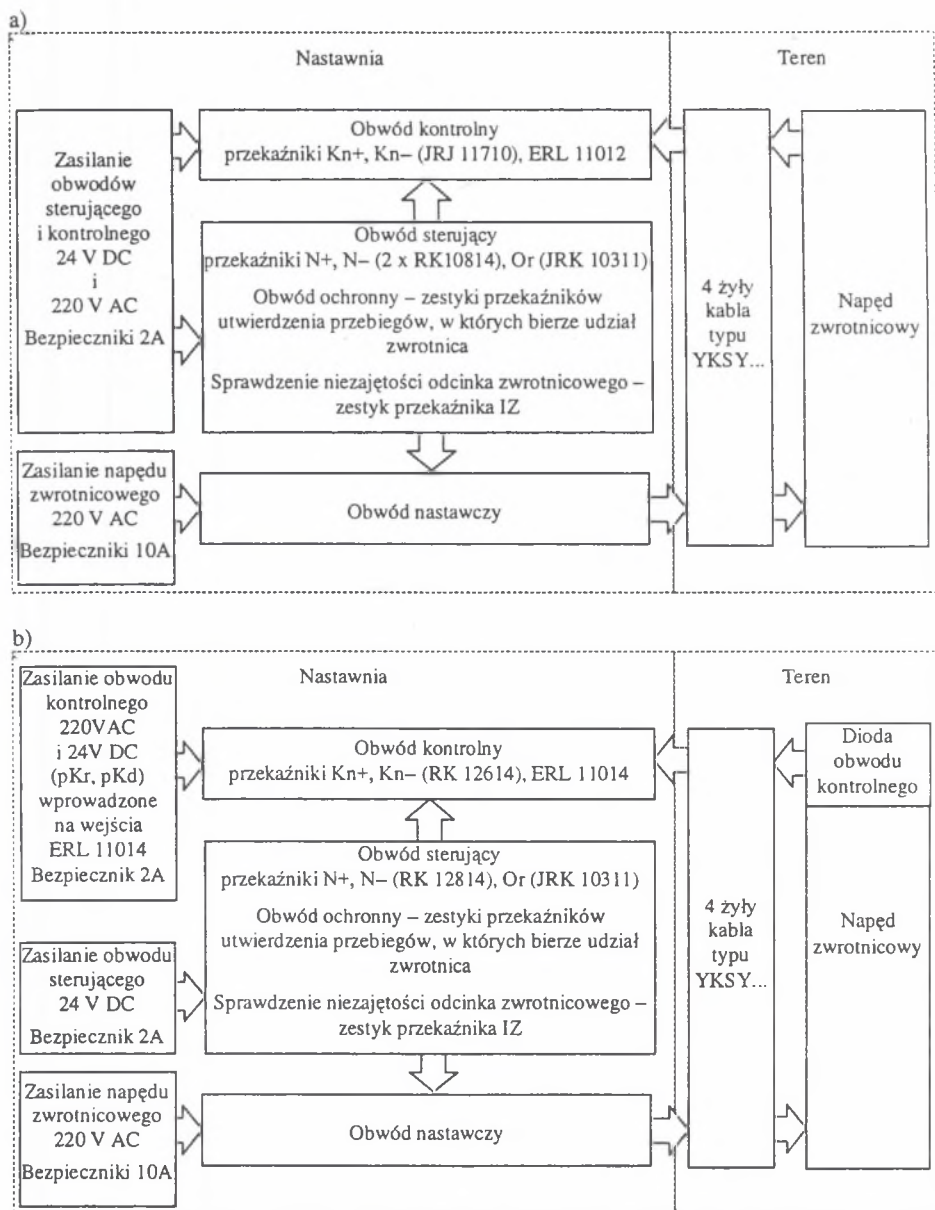 a)
Nastawnia
Teren
Zasilanie
obwodów
sterującego
i kontrolnego
24 V DC
i
220 V AC
Bezpieczniki 2A
Obwód kontrolny
przekaźniki Kn+, Kn– (JRJ 11710), ERL 11012
Obwód sterujący
przekaźniki N+, N– (2 x RK10814), Or (JRK 10311)
Obwód ochronny – zestyki przekaźników
utwierdzenia przebiegów, w których bierze udział
zwrotnica
Sprawdzenie niezajętości odcinka zwrotnicowego –
zestyk przekaźnika IZ
4 żyły
kabla
typu
YKSY...
Napęd
zwrotnicowy
Zasilanie napędu
zwrotnicowego
220 V AC
Bezpieczniki 10A
Obwód nastawczy
b)
Nastawnia
Teren
Zasilanie obwodu
kontrolnego
220VAC
i 24V DC
(pKr, pKd)
wprowadzone
na wejścia
ERL 11014
Bezpiecznik 2A
Obwód kontrolny
przekaźniki Kn+, Kn– (RK 12614), ERL 11014
Dioda
obwodu
kontrolnego
Obwód sterujący
przekaźniki N+, N– (RK 12814), Or (JRK 10311)
Obwód ochronny – zestyki przekaźników
utwierdzenia przebiegów, w których bierze udział
zwrotnica
Sprawdzenie niezajętości odcinka zwrotnicowego –
zestyk przekaźnika IZ
4 żyły
kabla
typu
YKSY...
Napęd
zwrotnicowy
Zasilanie obwodu
sterującego
24 V DC
Bezpiecznik 2A
Zasilanie napędu
zwrotnicowego
220 V AC
Bezpieczniki 10A
Obwód nastawczy